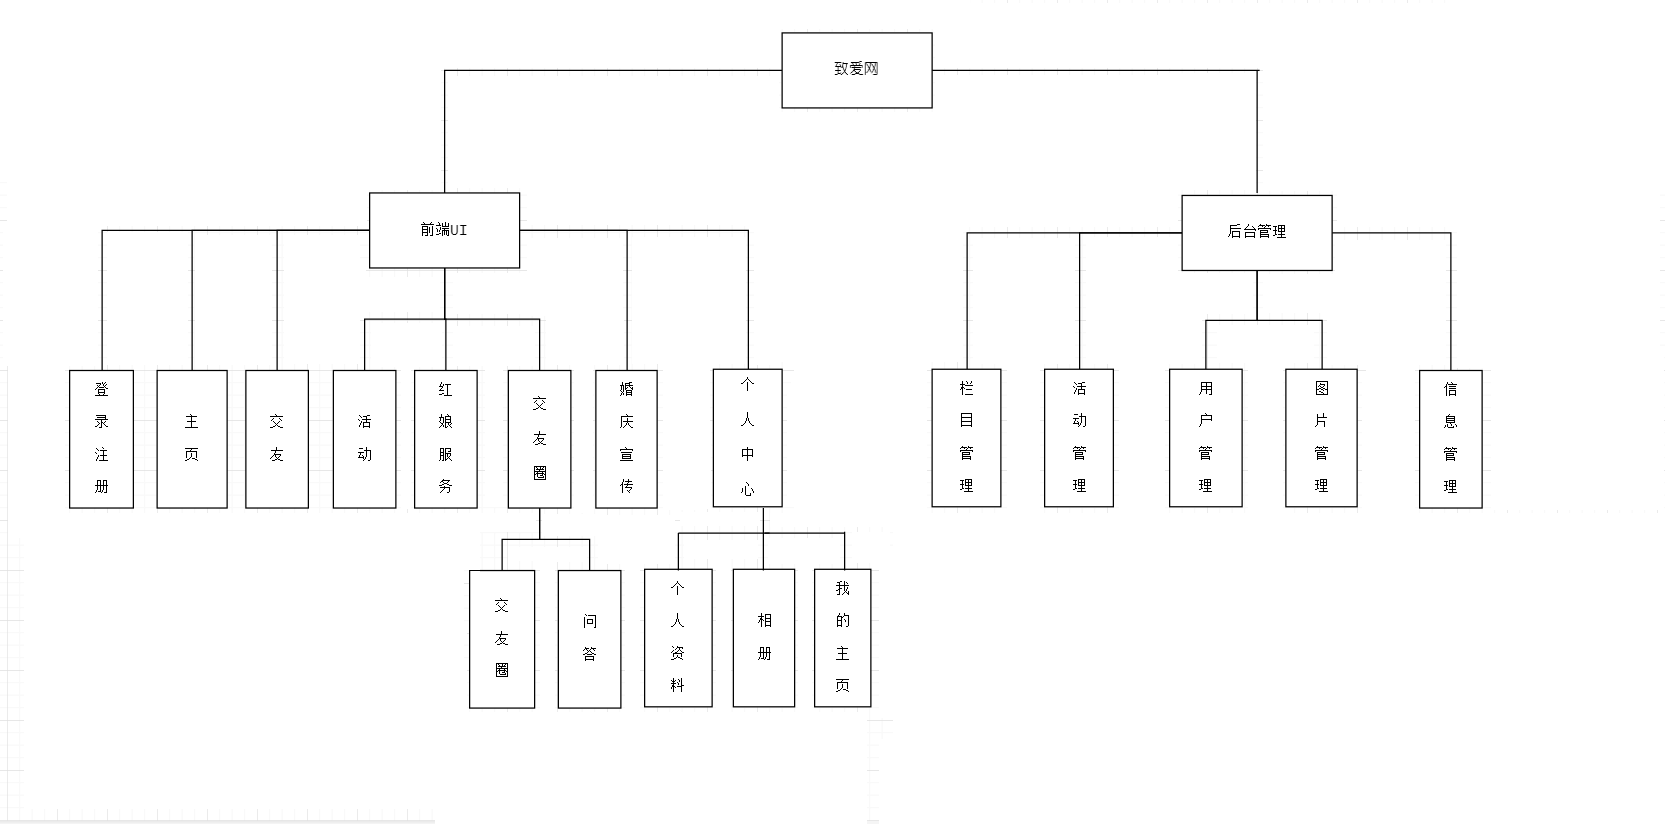 致爱网
前端UI
后台管理
登录注册
主页
交友
活动
红娘服务
交友圈
婚庆宣传
个人中心
栏目管理
活动管理
用户管理
图片管理
信息管理
交友圈
问答
个人资料
相册
我的主页